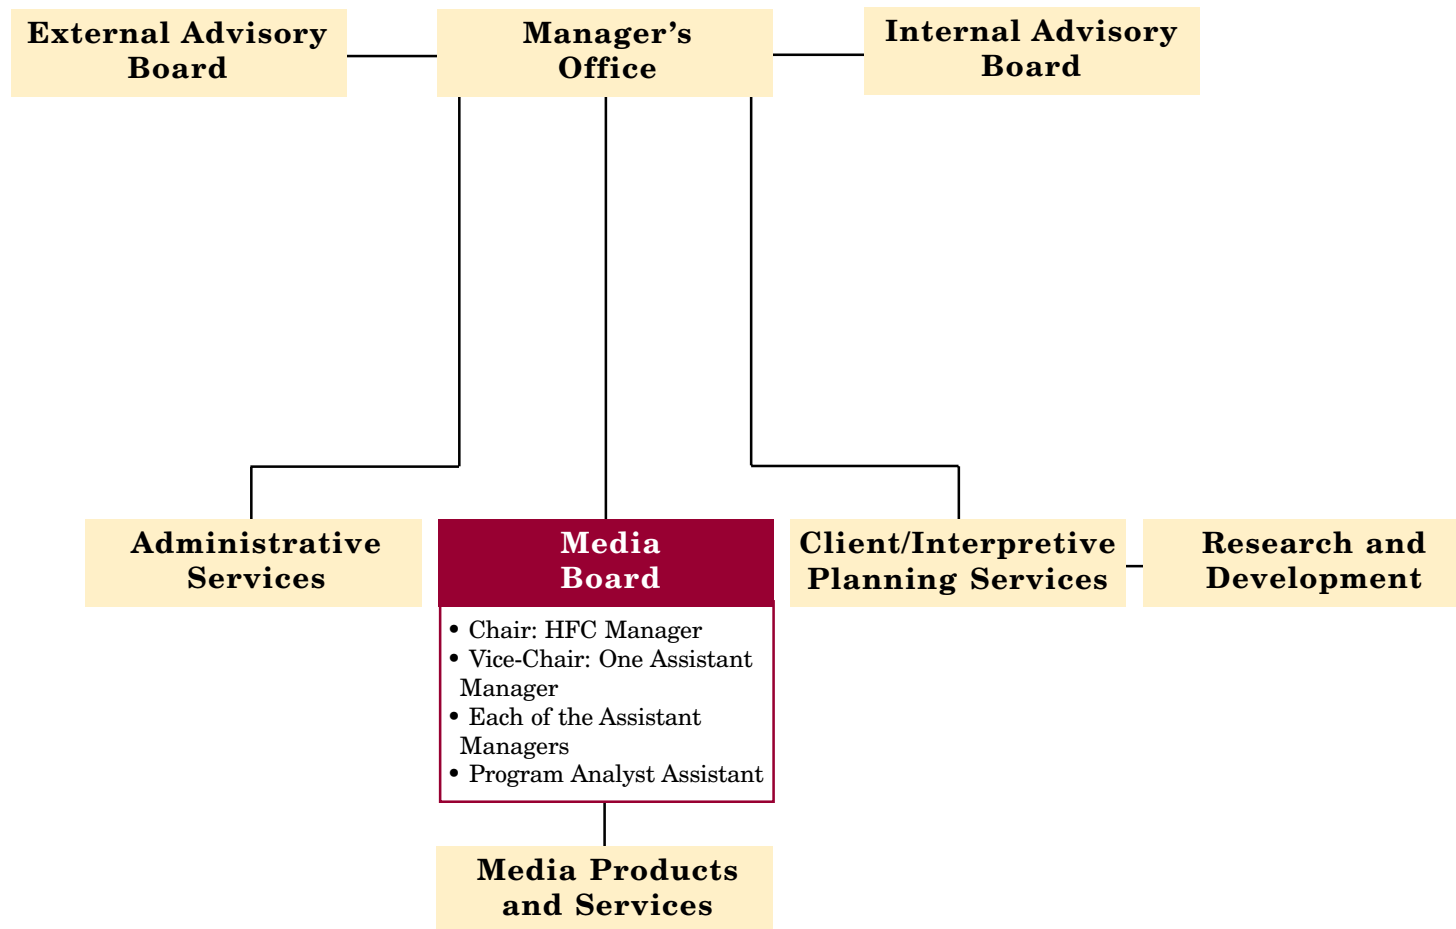 External Advisory
Board
Manager’s
Office
Internal Advisory
Board
Administrative
Services
Media
Board
• Chair: HFC Manager
• Vice-Chair: One Assistant
Manager
• Each of the Assistant
Managers
• Program Analyst Assistant
Client/Interpretive
Planning Services
Research and
Development
Media Products
and Services